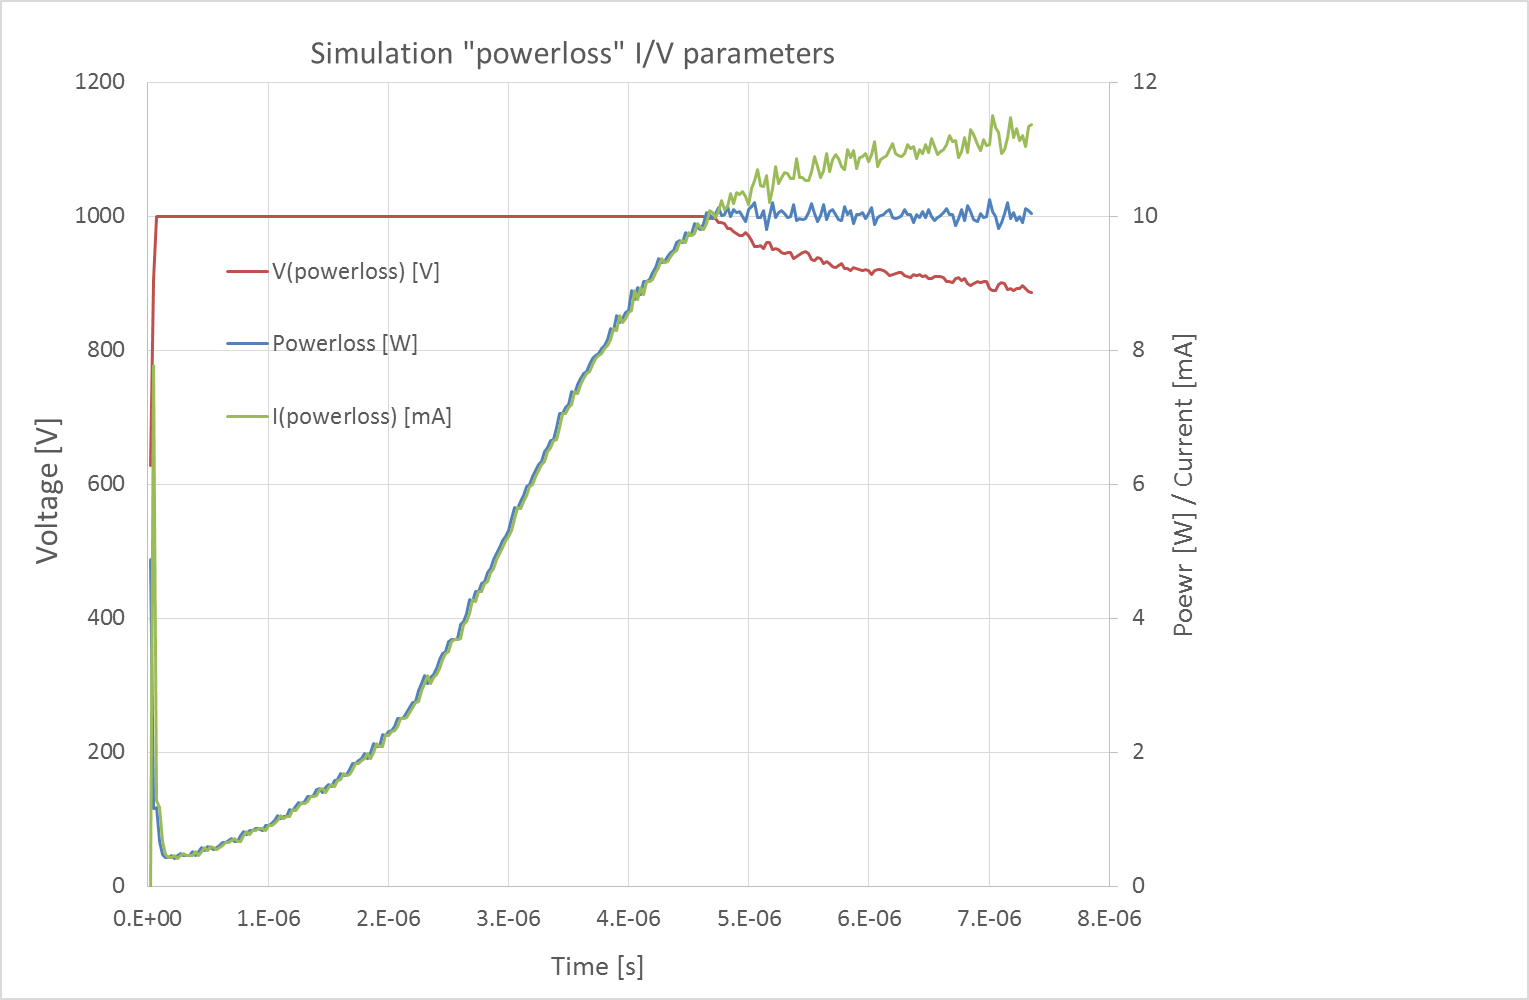 Simulation "powerloss" I/V parameters
1200
1000
800
600
400
200
0
Voltage [V]
V(powerloss) [V]
Powerloss [W]
I(powerloss) [mA]
12
10
8
6
4
2
0
Poewr [W] / Current [mA]
0.E+00 1.E-06 2.E-06 3.E-06 4.E-06 5.E-06 6.E-06 7.E-06 8.E-06
Time [s]